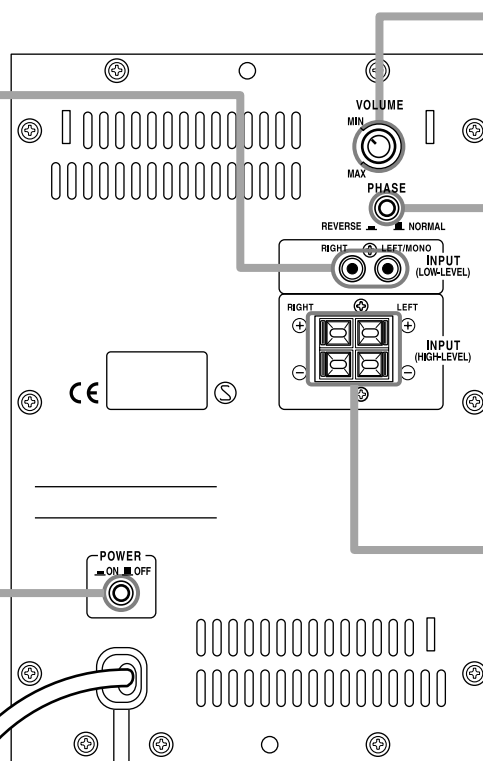 VOLUME
MIN
MAX
PHASE
REVERSE NORMAL
RIGHT LEFT/MONO
INPUT
(LOW-LEVEL)
RIGHT LEFT
+ +
INPUT
(HIGH-LEVEL)
− −
CE
S
POWER
ON OFF